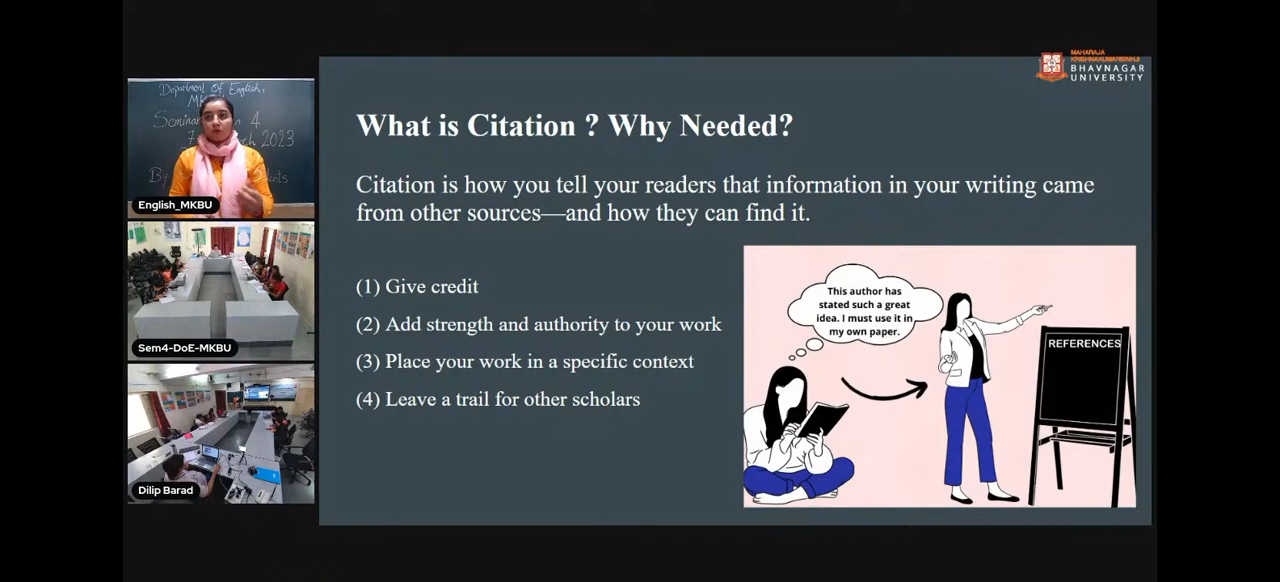 MAHARAJA
KRISHNAKUMARSINHJI
BHAVNAGAR
UNIVERSITY
What is Citation ? Why Needed?
Citation is how you tell your readers that information in your writing came
from other sources—and how they can find it.
(1) Give credit
(2) Add strength and authority to your work
(3) Place your work in a specific context
(4) Leave a trail for other scholars
This author has
stated such a great
idea. I must use it in
my own paper.
REFERENCES
Department Of English,
MKBU
Seminar 4
7 2023
By
English_MKBU
Sem4-DoE-MKBU
Dilip Barad